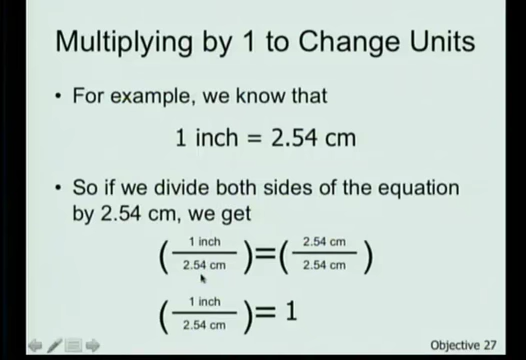 Multiplying by 1 to Change Units
• For example, we know that
1 inch = 2.54 cm
• So if we divide both sides of the equation
by 2.54 cm, we get
(1 inch / 2.54 cm) = (2.54 cm / 2.54 cm)
(1 inch / 2.54 cm) = 1
Objective 27